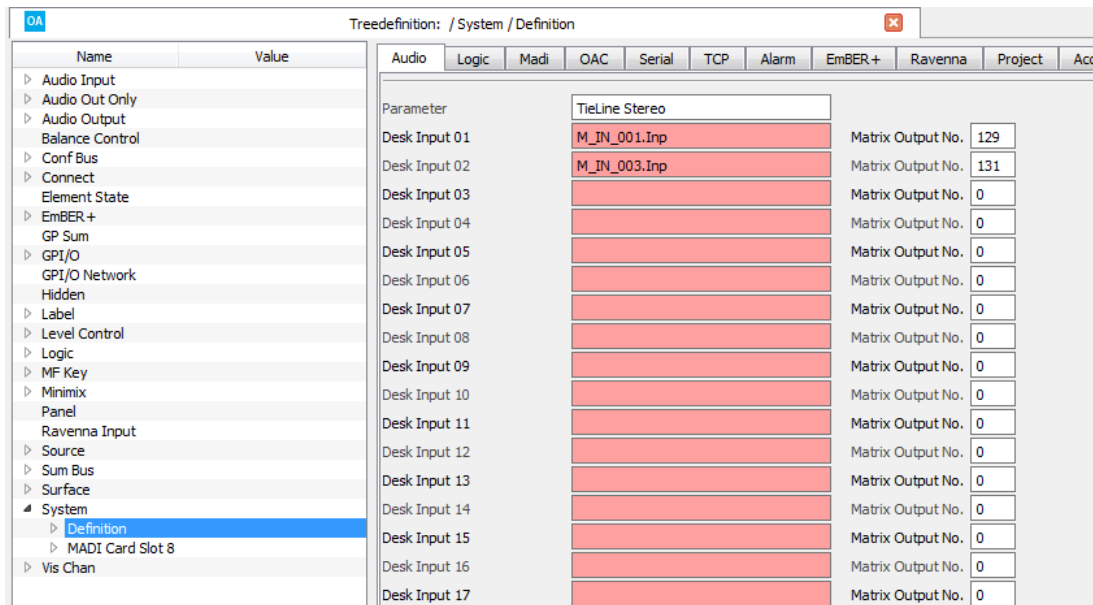 OA
Treedefinition: / System / Definition
Name Value
Audio Input
Audio Out Only
Audio Output
Balance Control
Conf Bus
Connect
Element State
EmBER+
GP Sum
GPI/O
GPI/O Network
Hidden
Label
Level Control
Logic
MF Key
Minimix
Panel
Ravenna Input
Source
Sum Bus
Surface
System
Definition
MADI Card Slot 8
Vis Chan
Audio Logic Madi OAC Serial TCP Alarm EmBER+ Ravenna Project Acc
Parameter TieLine Stereo
Desk Input 01 M_IN_001.Inp Matrix Output No. 129
Desk Input 02 M_IN_003.Inp Matrix Output No. 131
Desk Input 03 Matrix Output No. 0
Desk Input 04 Matrix Output No. 0
Desk Input 05 Matrix Output No. 0
Desk Input 06 Matrix Output No. 0
Desk Input 07 Matrix Output No. 0
Desk Input 08 Matrix Output No. 0
Desk Input 09 Matrix Output No. 0
Desk Input 10 Matrix Output No. 0
Desk Input 11 Matrix Output No. 0
Desk Input 12 Matrix Output No. 0
Desk Input 13 Matrix Output No. 0
Desk Input 14 Matrix Output No. 0
Desk Input 15 Matrix Output No. 0
Desk Input 16 Matrix Output No. 0
Desk Input 17 Matrix Output No. 0